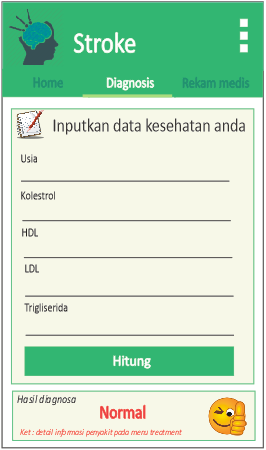 Stroke
Home Diagnosis Rekam medis
Inputkan data kesehatan anda
Usia
Kolestrol
HDL
LDL
Trigliserida
Hitung
Hasil diagnosa
Normal
Ket : detail informasi penyakit pada menu treatment